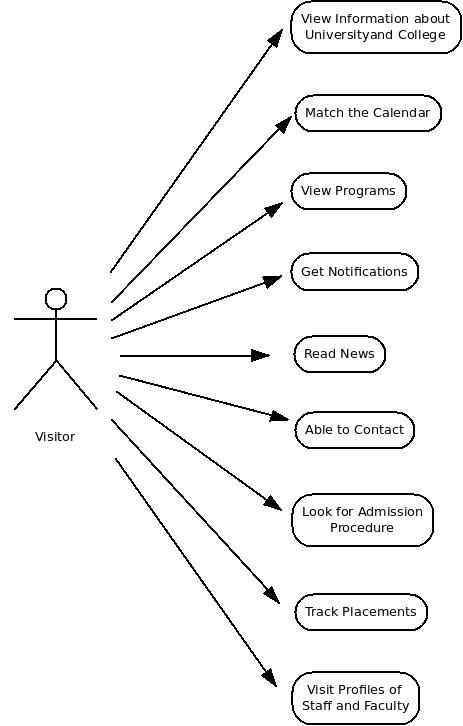 View Information about
Universityand College
Match the Calendar
View Programs
Get Notifications
Read News
Visitor
Able to Contact
Look for Admission
Procedure
Track Placements
Visit Profiles of
Staff and Faculty